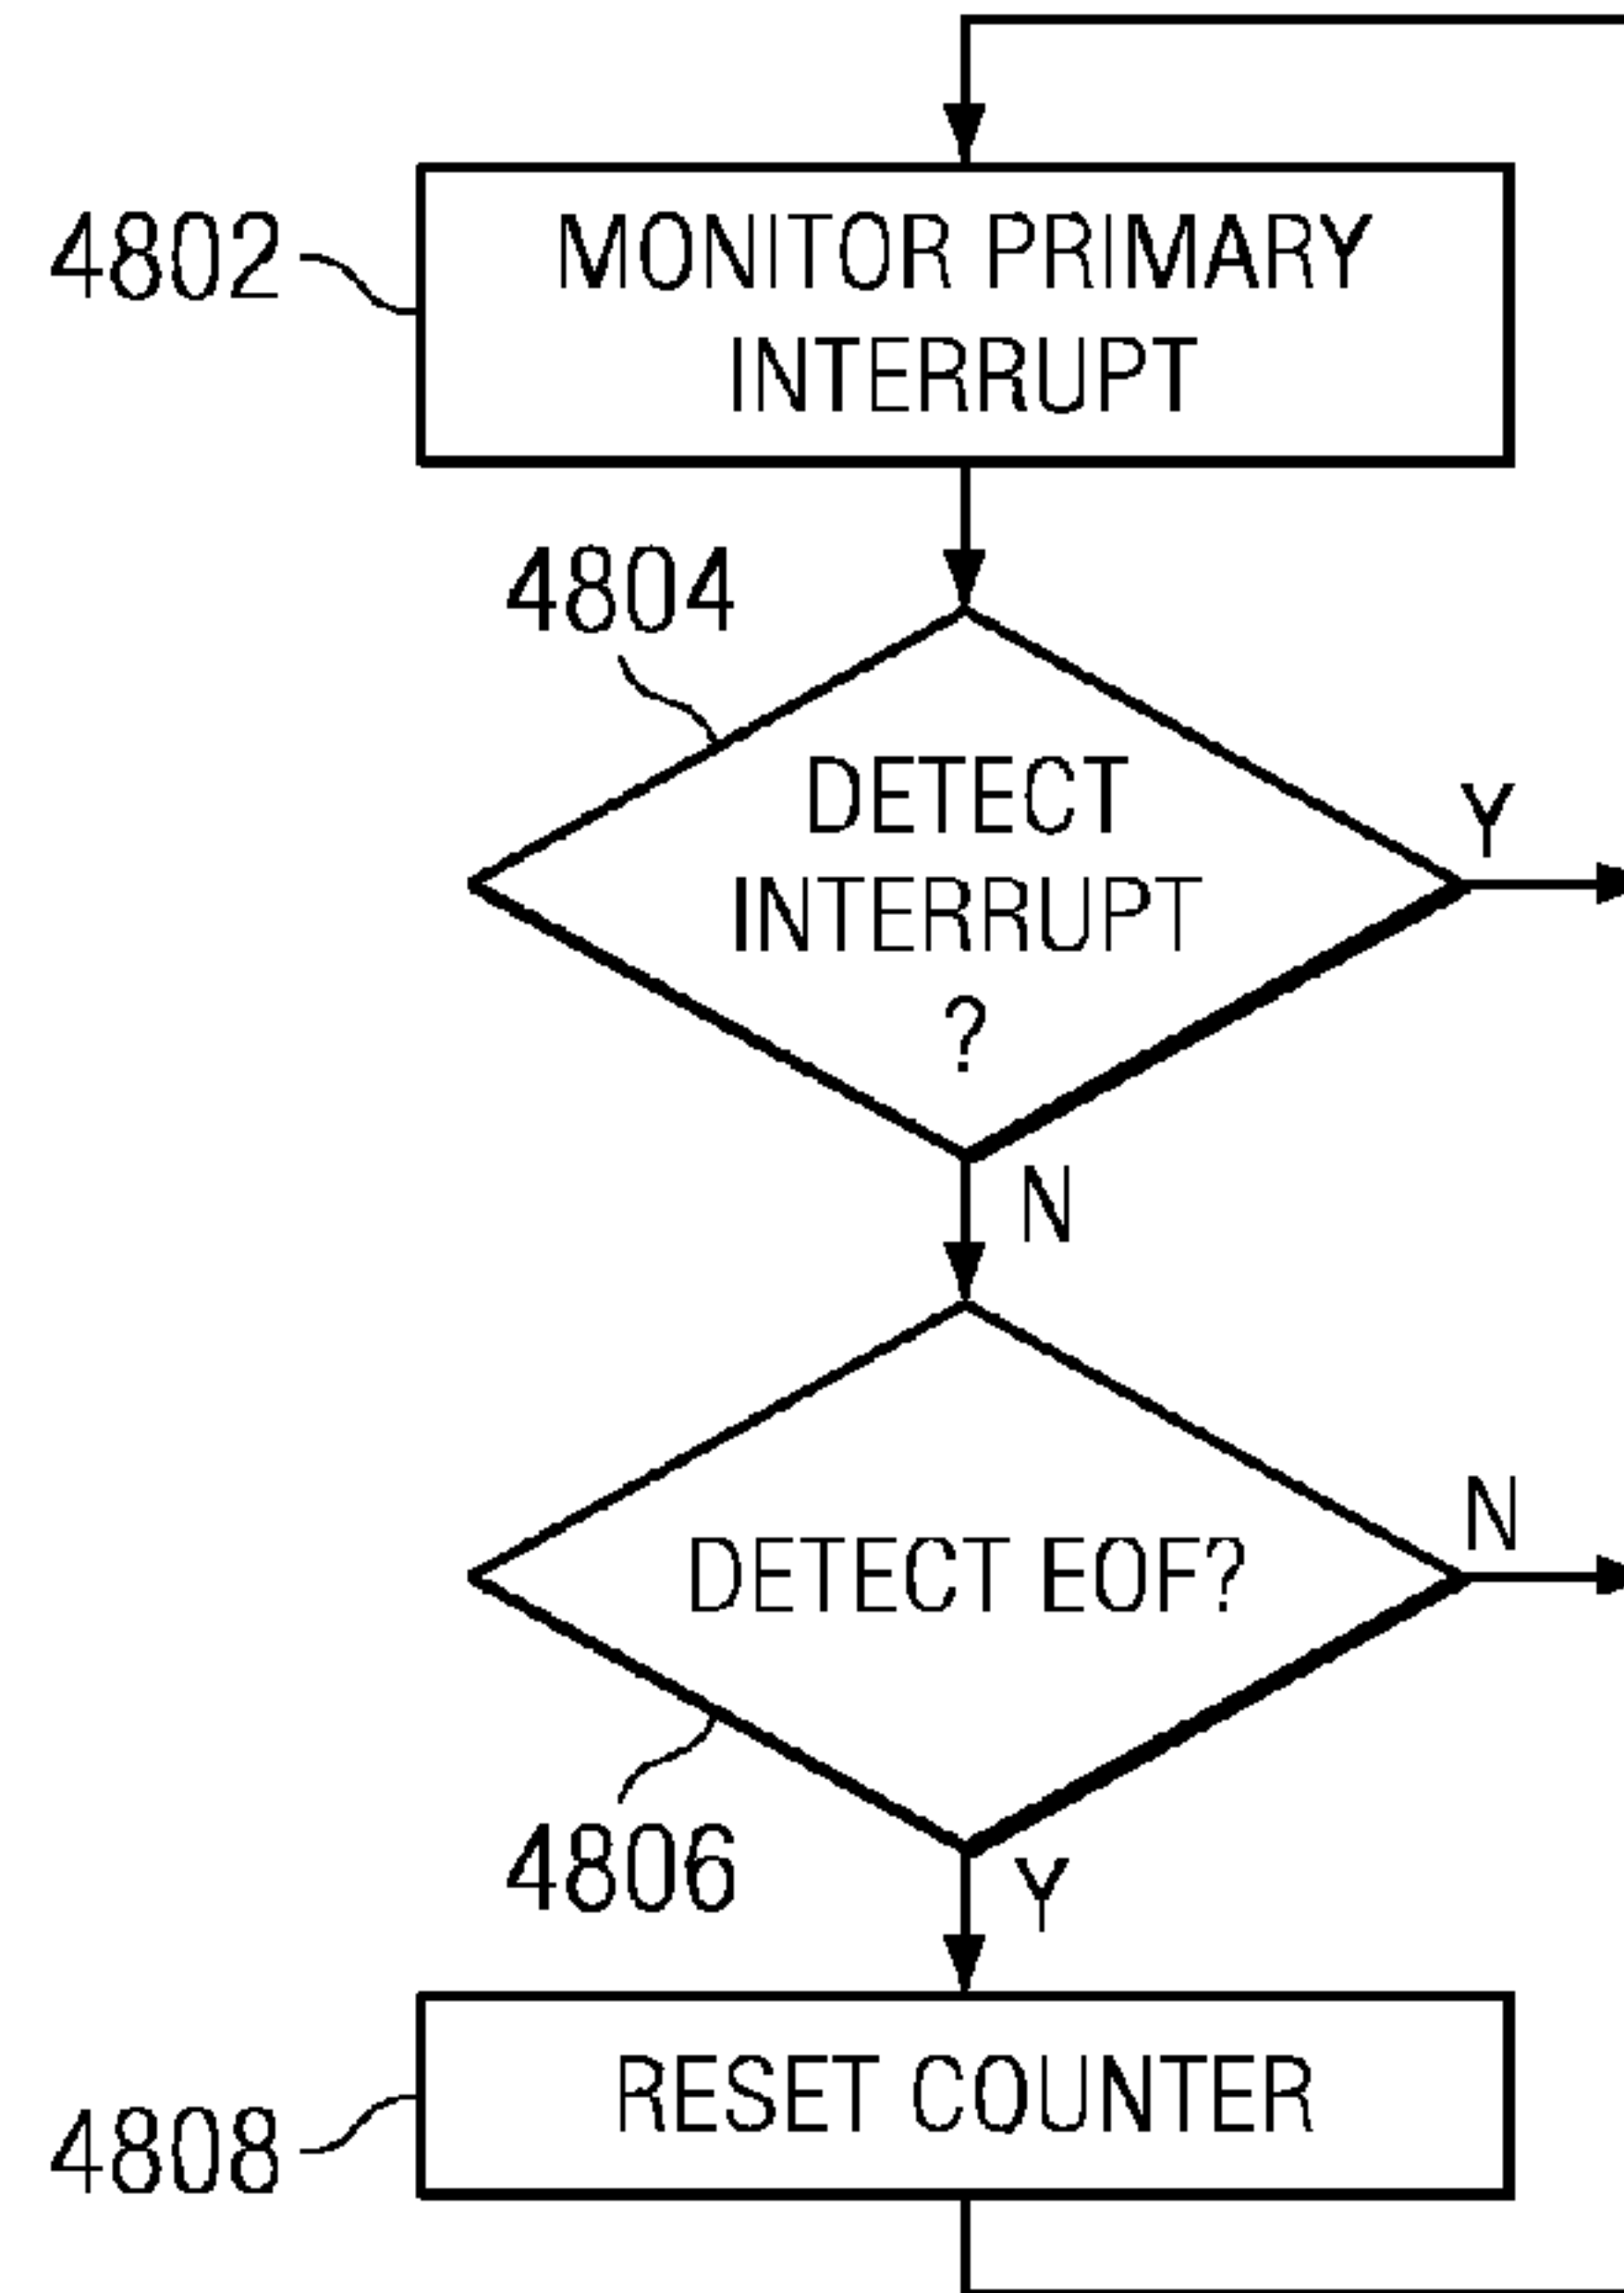 4802
MONITOR PRIMARY
INTERRUPT
4804
DETECT
INTERRUPT
?
Y
N
DETECT EOF?
N
4806
Y
RESET COUNTER
4808